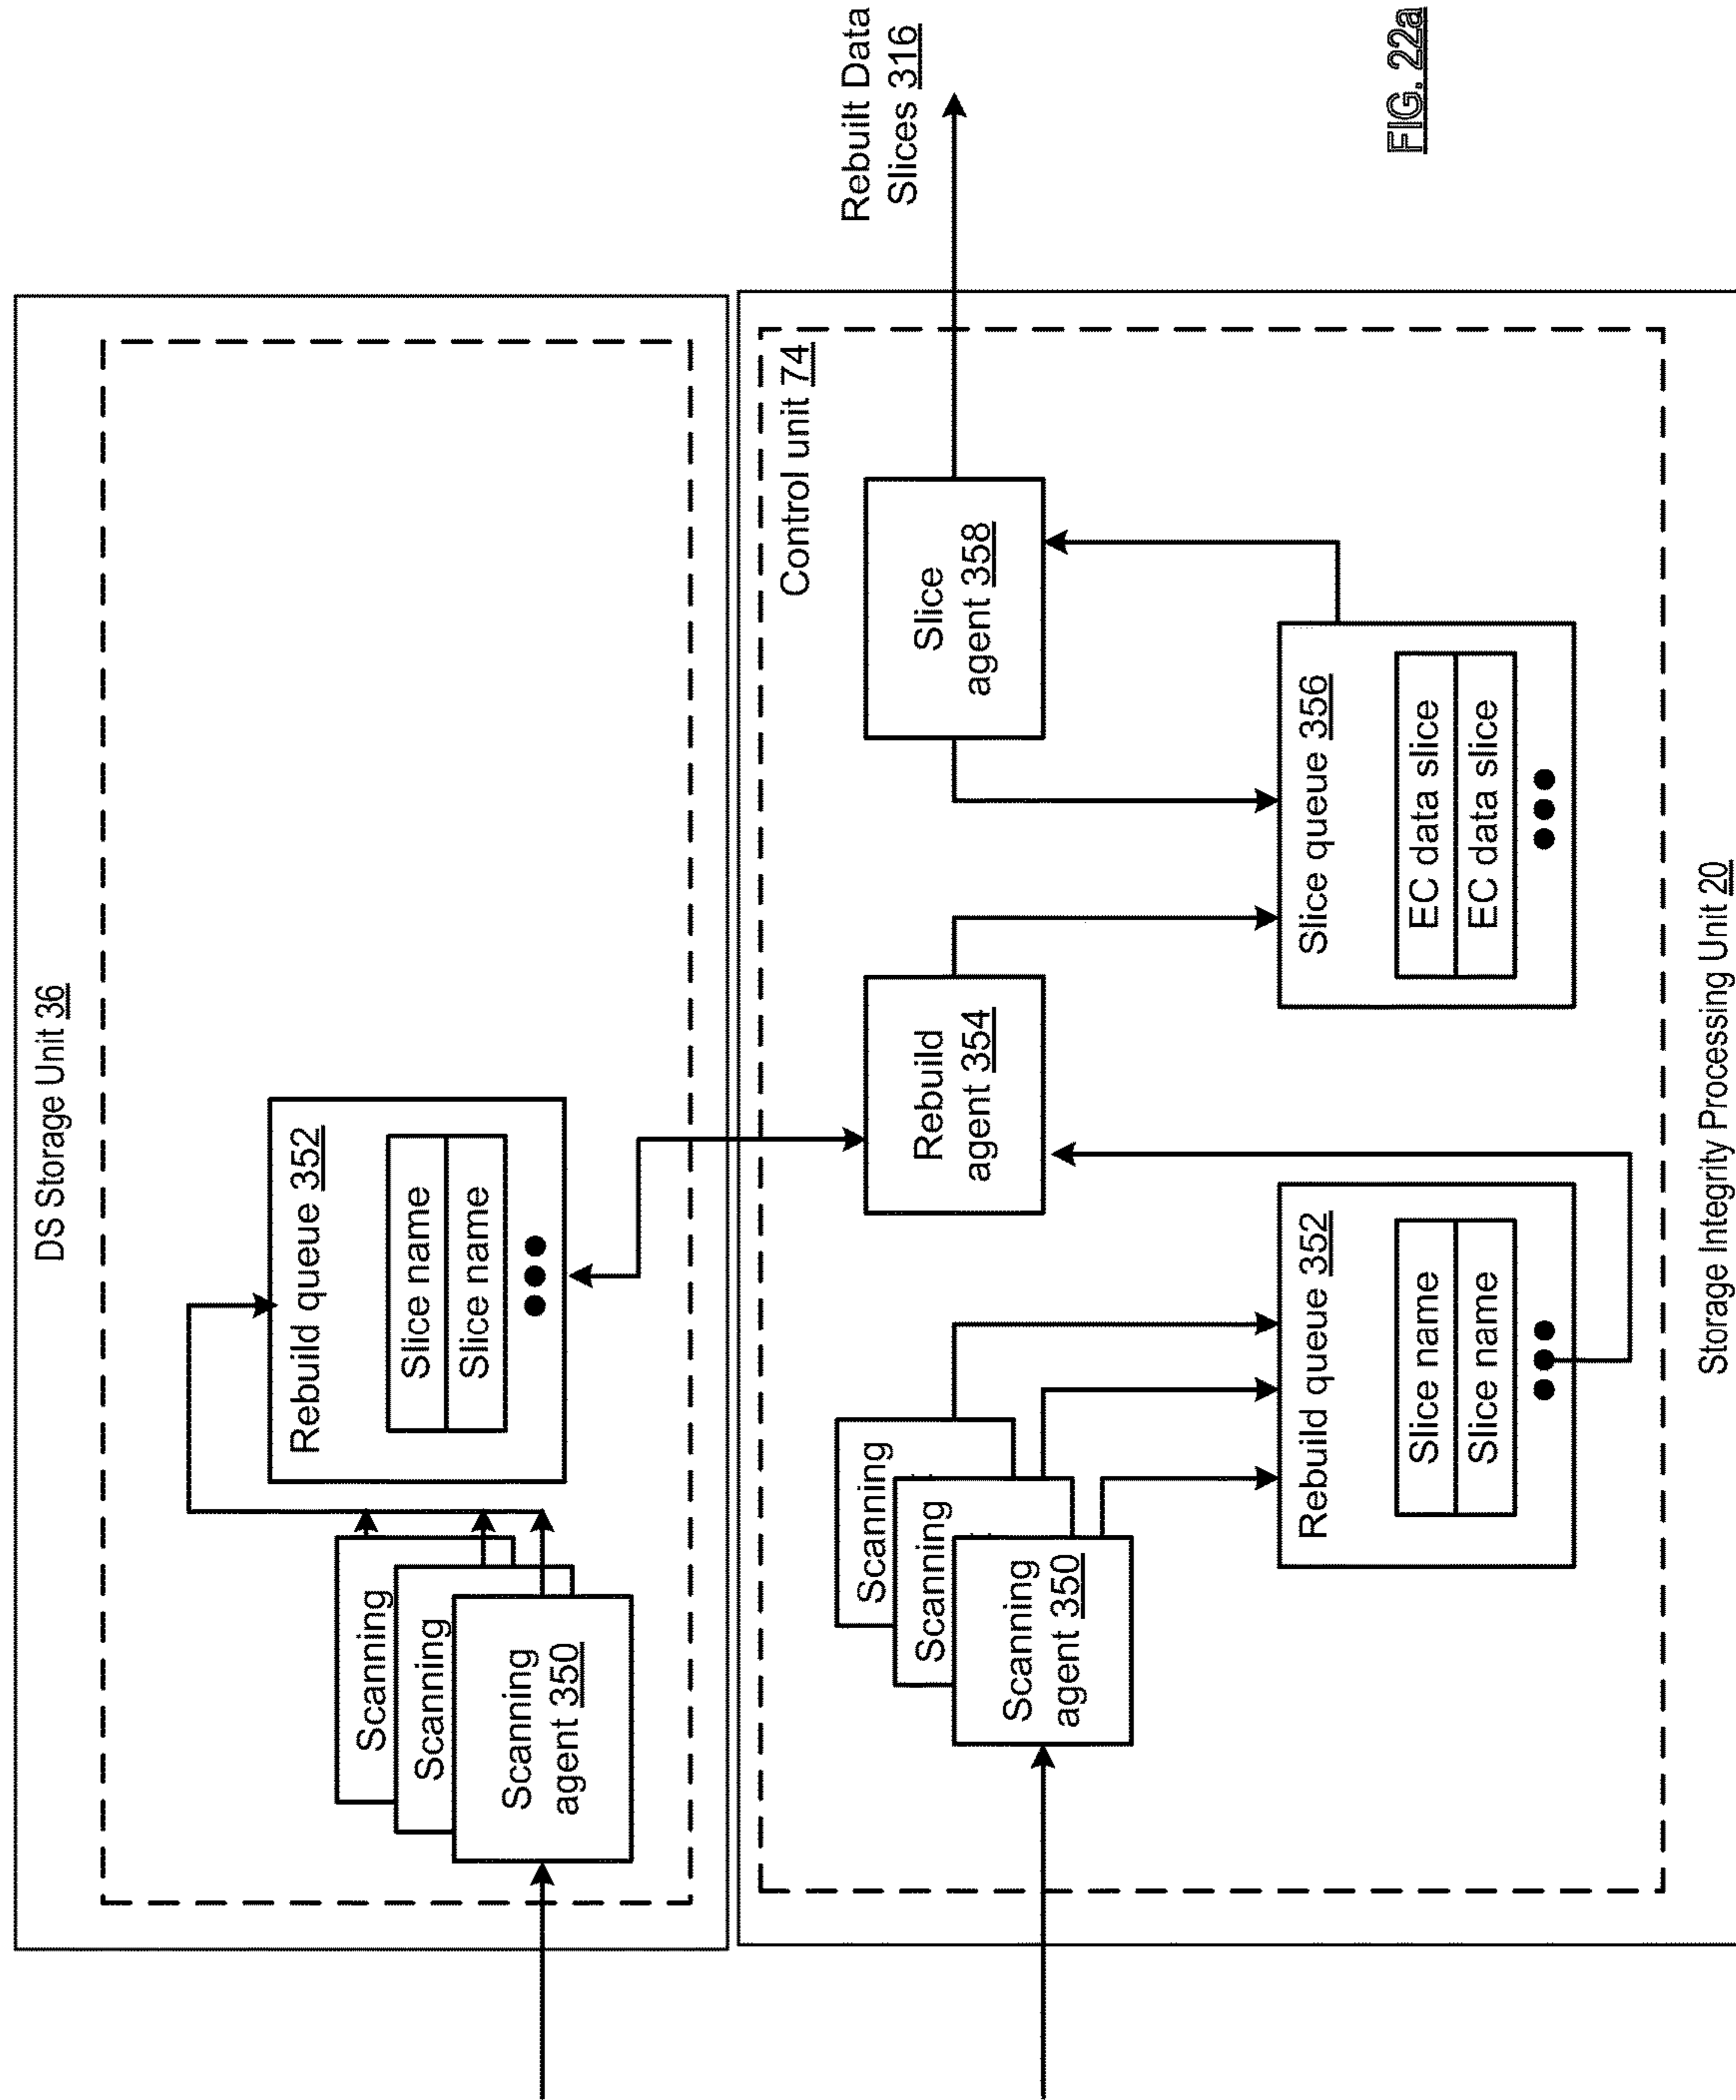 DS Storage Unit 36
Scanning
Scanning
Scanning
agent 350
Rebuild queue 352
Slice name
Slice name
Control unit 74
Scanning
Scanning
Scanning
agent 350
Rebuild
agent 354
Slice
agent 358
Rebuild queue 352
Slice name
Slice name
Slice queue 356
EC data slice
EC data slice
Storage Integrity Processing Unit 20
Rebuilt Data
Slices 316
FIG. 22a